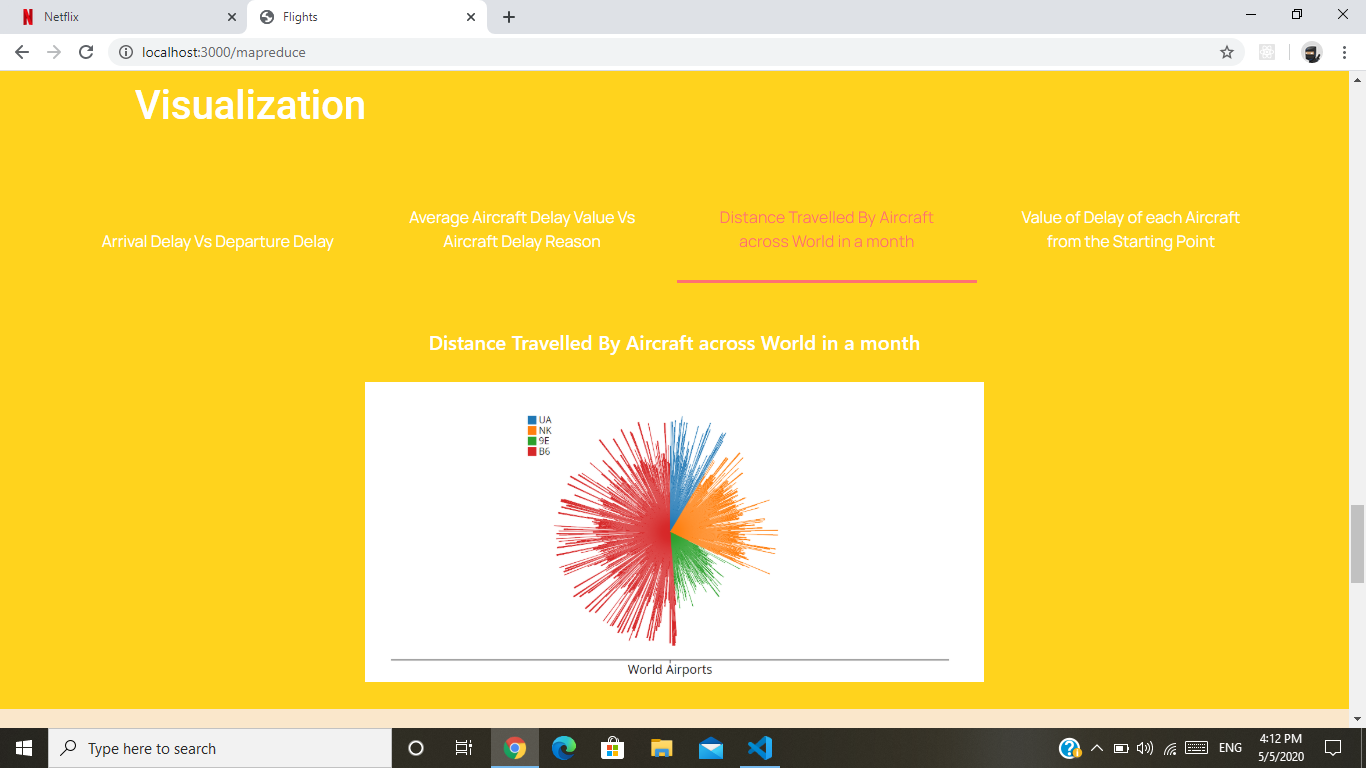 Netflix
Flights
localhost:3000/mapreduce
Visualization
Arrival Delay Vs Departure Delay
Average Aircraft Delay Value Vs
Aircraft Delay Reason
Distance Travelled By Aircraft
across World in a month
Value of Delay of each Aircraft
from the Starting Point
Distance Travelled By Aircraft across World in a month
UA
NK
9E
B6
World Airports
Type here to search
ENG
4:12 PM
5/5/2020